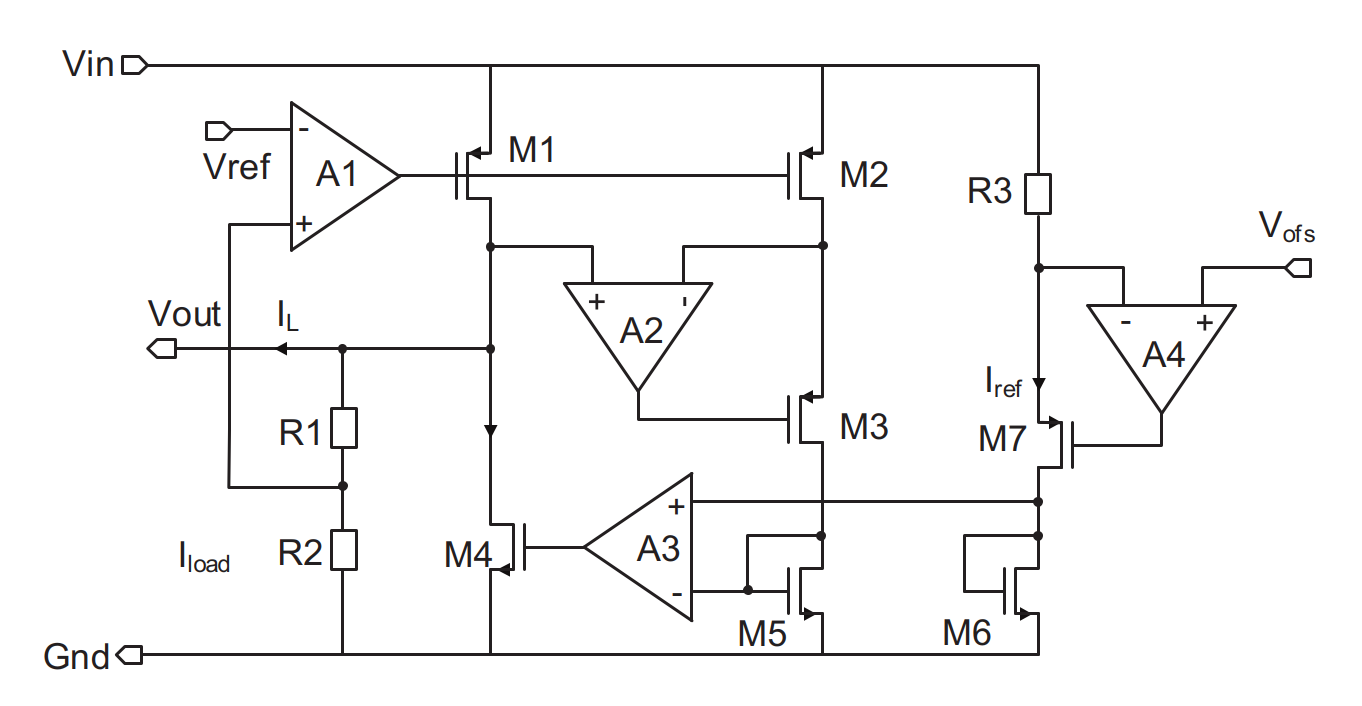 Vin
Vref
-
+
A1
M1
M2
R3
Vofs
Vout
IL
+
-
A2
-
+
A4
Iref
R1
M3
M7
Iload
R2
M4
+
A3
-
M5
M6
Gnd